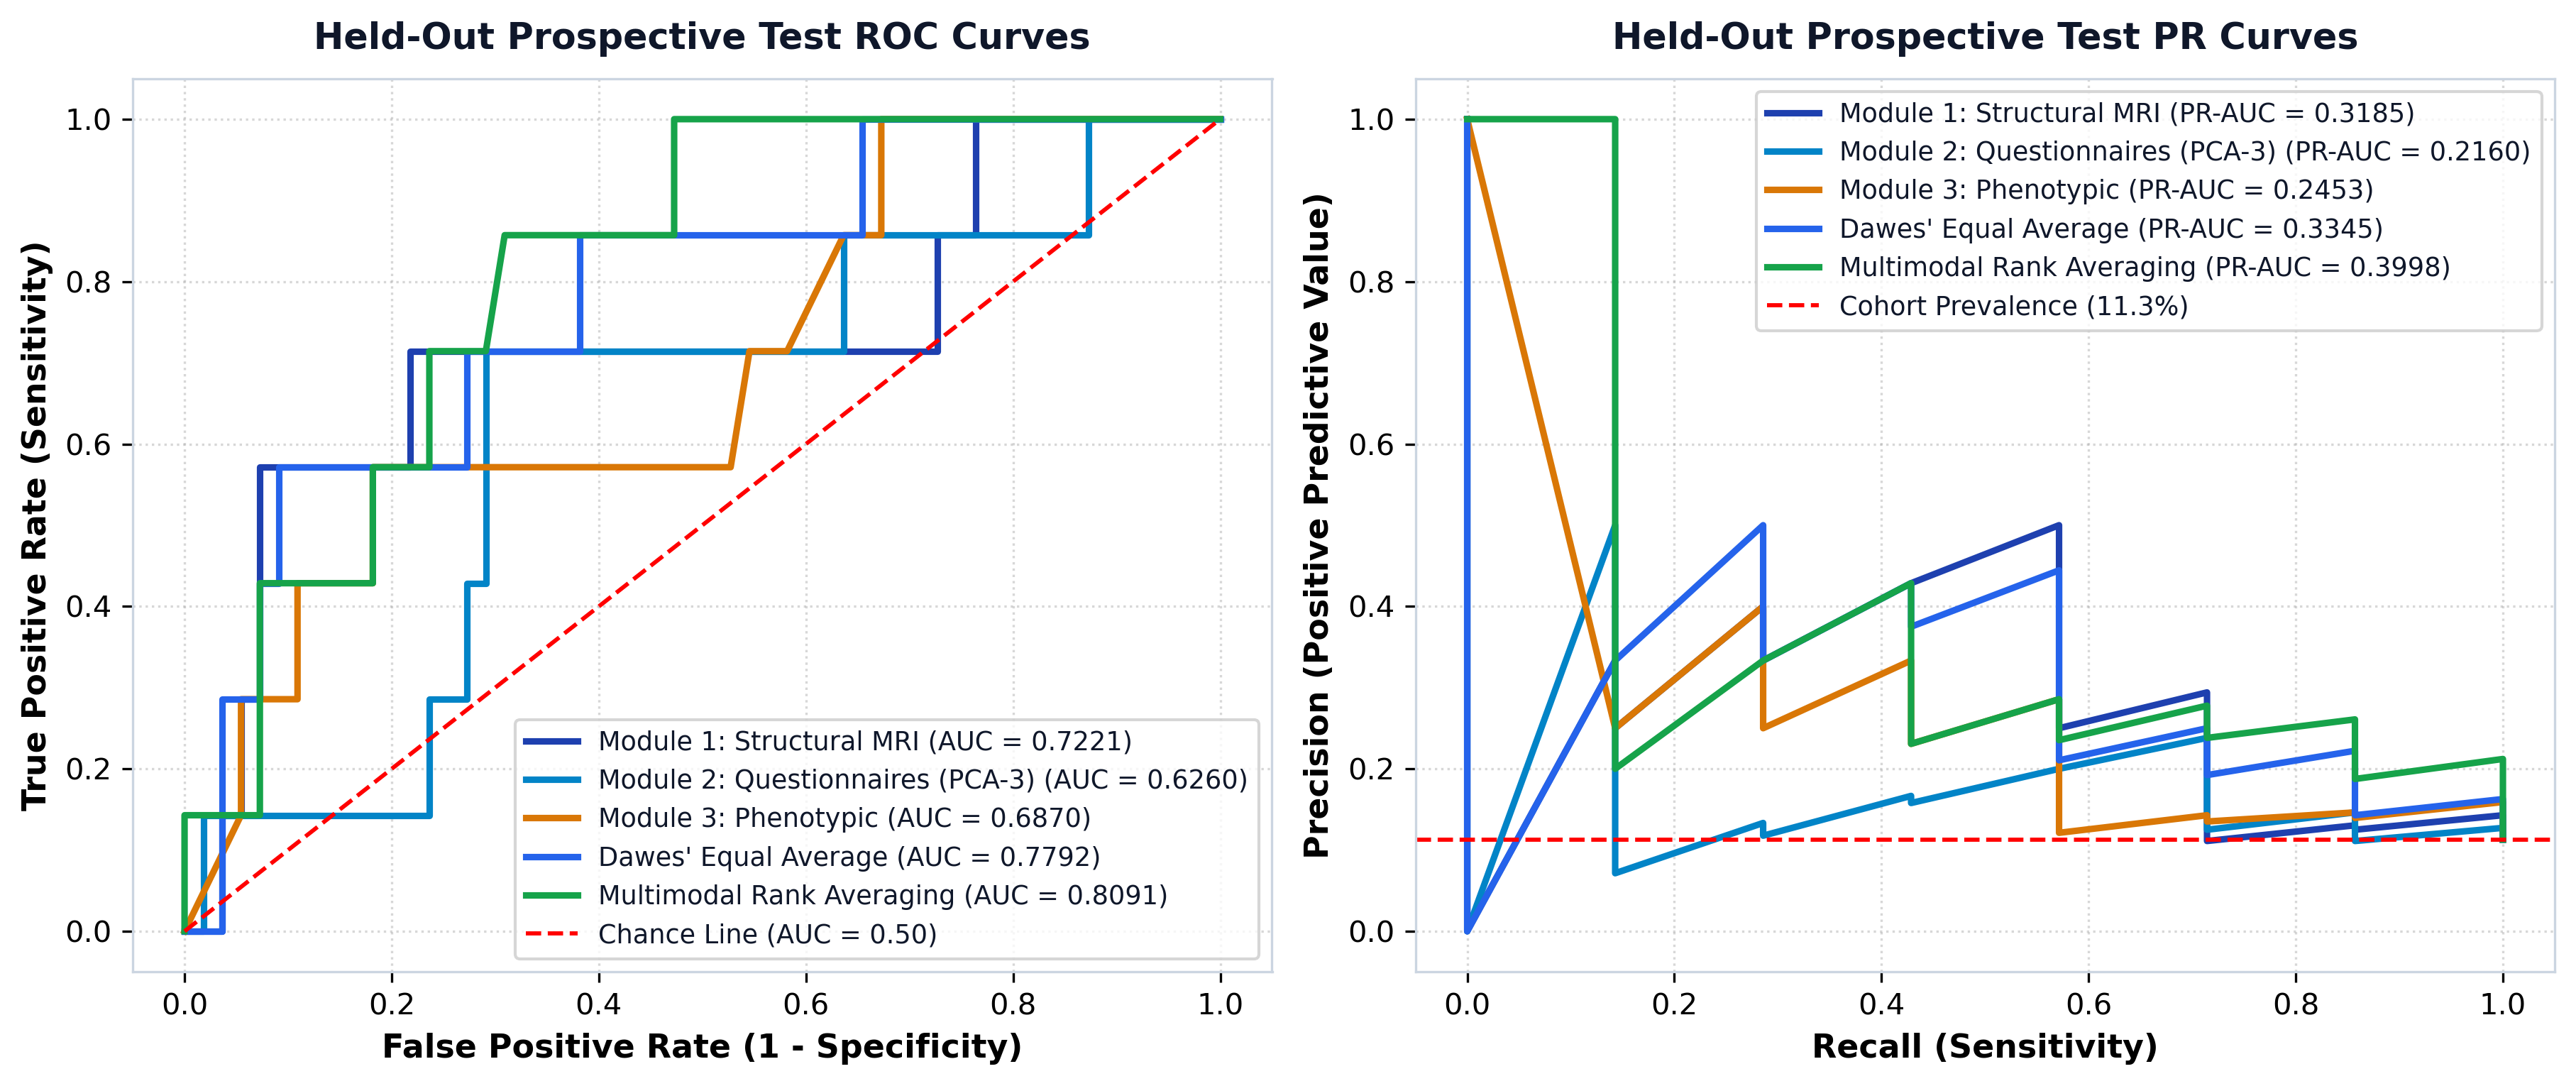 Held-Out Prospective Test ROC Curves
True Positive Rate (Sensitivity)
1.0
0.8
0.6
0.4
0.2
0.0
Module 1: Structural MRI (AUC = 0.7221)
Module 2: Questionnaires (PCA-3) (AUC = 0.6260)
Module 3: Phenotypic (AUC = 0.6870)
Dawes' Equal Average (AUC = 0.7792)
Multimodal Rank Averaging (AUC = 0.8091)
Chance Line (AUC = 0.50)
0.0 0.2 0.4 0.6 0.8 1.0
False Positive Rate (1 - Specificity)
Held-Out Prospective Test PR Curves
Precision (Positive Predictive Value)
1.0
0.8
0.6
0.4
0.2
0.0
Module 1: Structural MRI (PR-AUC = 0.3185)
Module 2: Questionnaires (PCA-3) (PR-AUC = 0.2160)
Module 3: Phenotypic (PR-AUC = 0.2453)
Dawes' Equal Average (PR-AUC = 0.3345)
Multimodal Rank Averaging (PR-AUC = 0.3998)
Cohort Prevalence (11.3%)
0.0 0.2 0.4 0.6 0.8 1.0
Recall (Sensitivity)